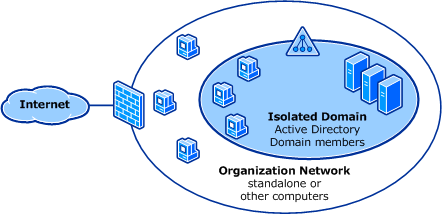 Internet
Isolated Domain
Active Directory
Domain members
Organization Network
standalone or
other computers